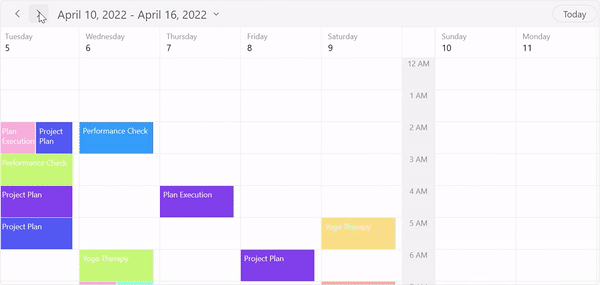 April 10, 2022 - April 16, 2022
Today
Tuesday
5
Wednesday
6
Thursday
7
Friday
8
Saturday
9
Sunday
10
Monday
11
12 AM
1 AM
2 AM
3 AM
4 AM
5 AM
6 AM
Plan
Execution
Project
Plan
Performance Check
Performance Check
Project Plan
Plan Execution
Project Plan
Yoga Therapy
Yoga Therapy
Project Plan